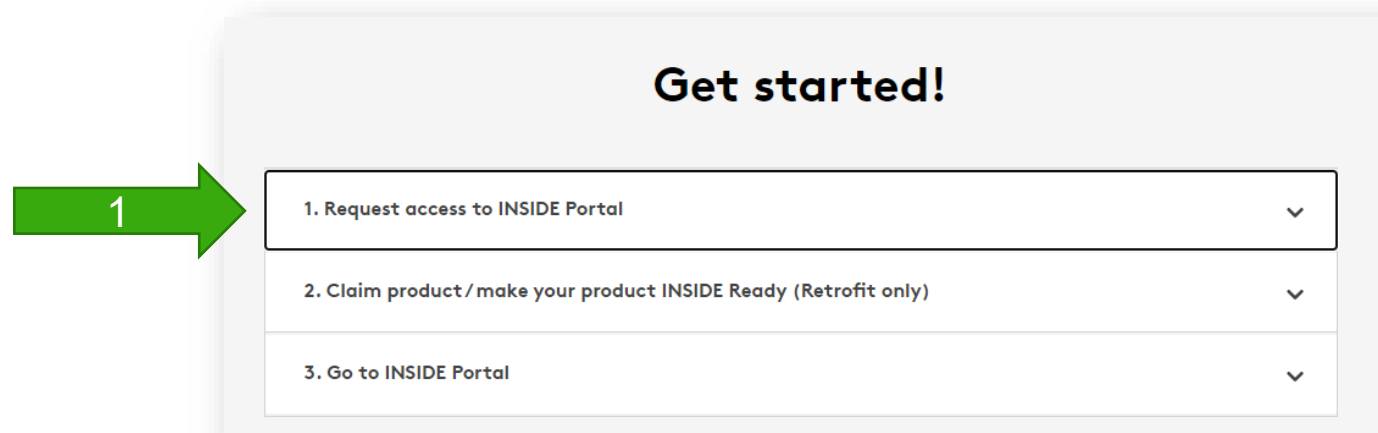 Get started!
1
1. Request access to INSIDE Portal
2. Claim product / make your product INSIDE Ready (Retrofit only)
3. Go to INSIDE Portal